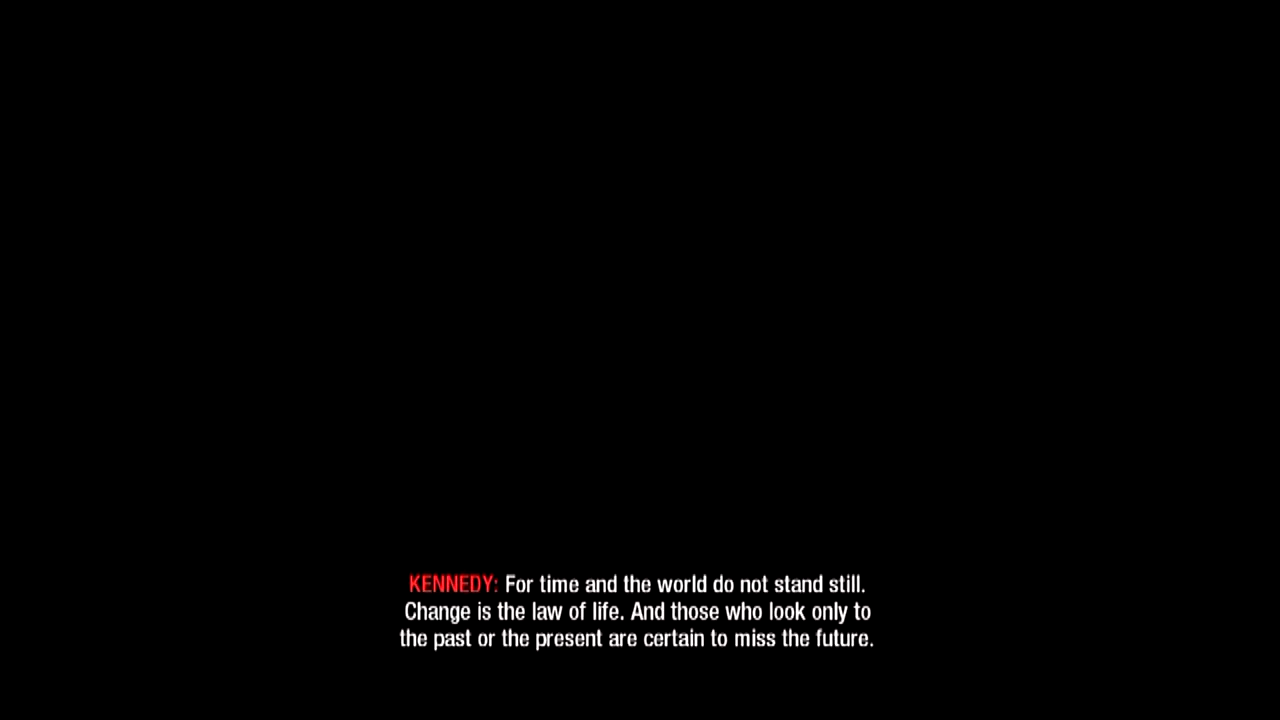 KENNEDY: For time and the world do not stand still.
Change is the law of life. And those who look only to
the past or the present are certain to miss the future.